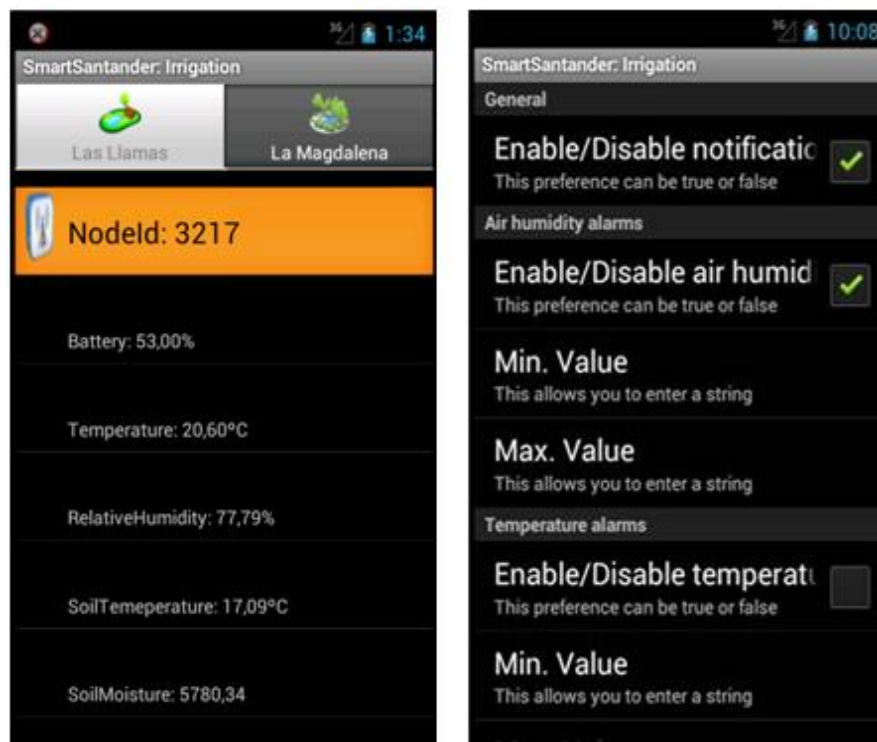 3G 1:34
SmartSantander: Irrigation
Las Llamas
La Magdalena
NodeId: 3217
Battery: 53,00%
Temperature: 20,60ºC
RelativeHumidity: 77,79%
SoilTemeperature: 17,09ºC
SoilMoisture: 5780,34
3G 10:08
SmartSantander: Irrigation
General
Enable/Disable notificatio
This preference can be true or false
Air humidity alarms
Enable/Disable air humid
This preference can be true or false
Min. Value
This allows you to enter a string
Max. Value
This allows you to enter a string
Temperature alarms
Enable/Disable temperatu
This preference can be true or false
Min. Value
This allows you to enter a string